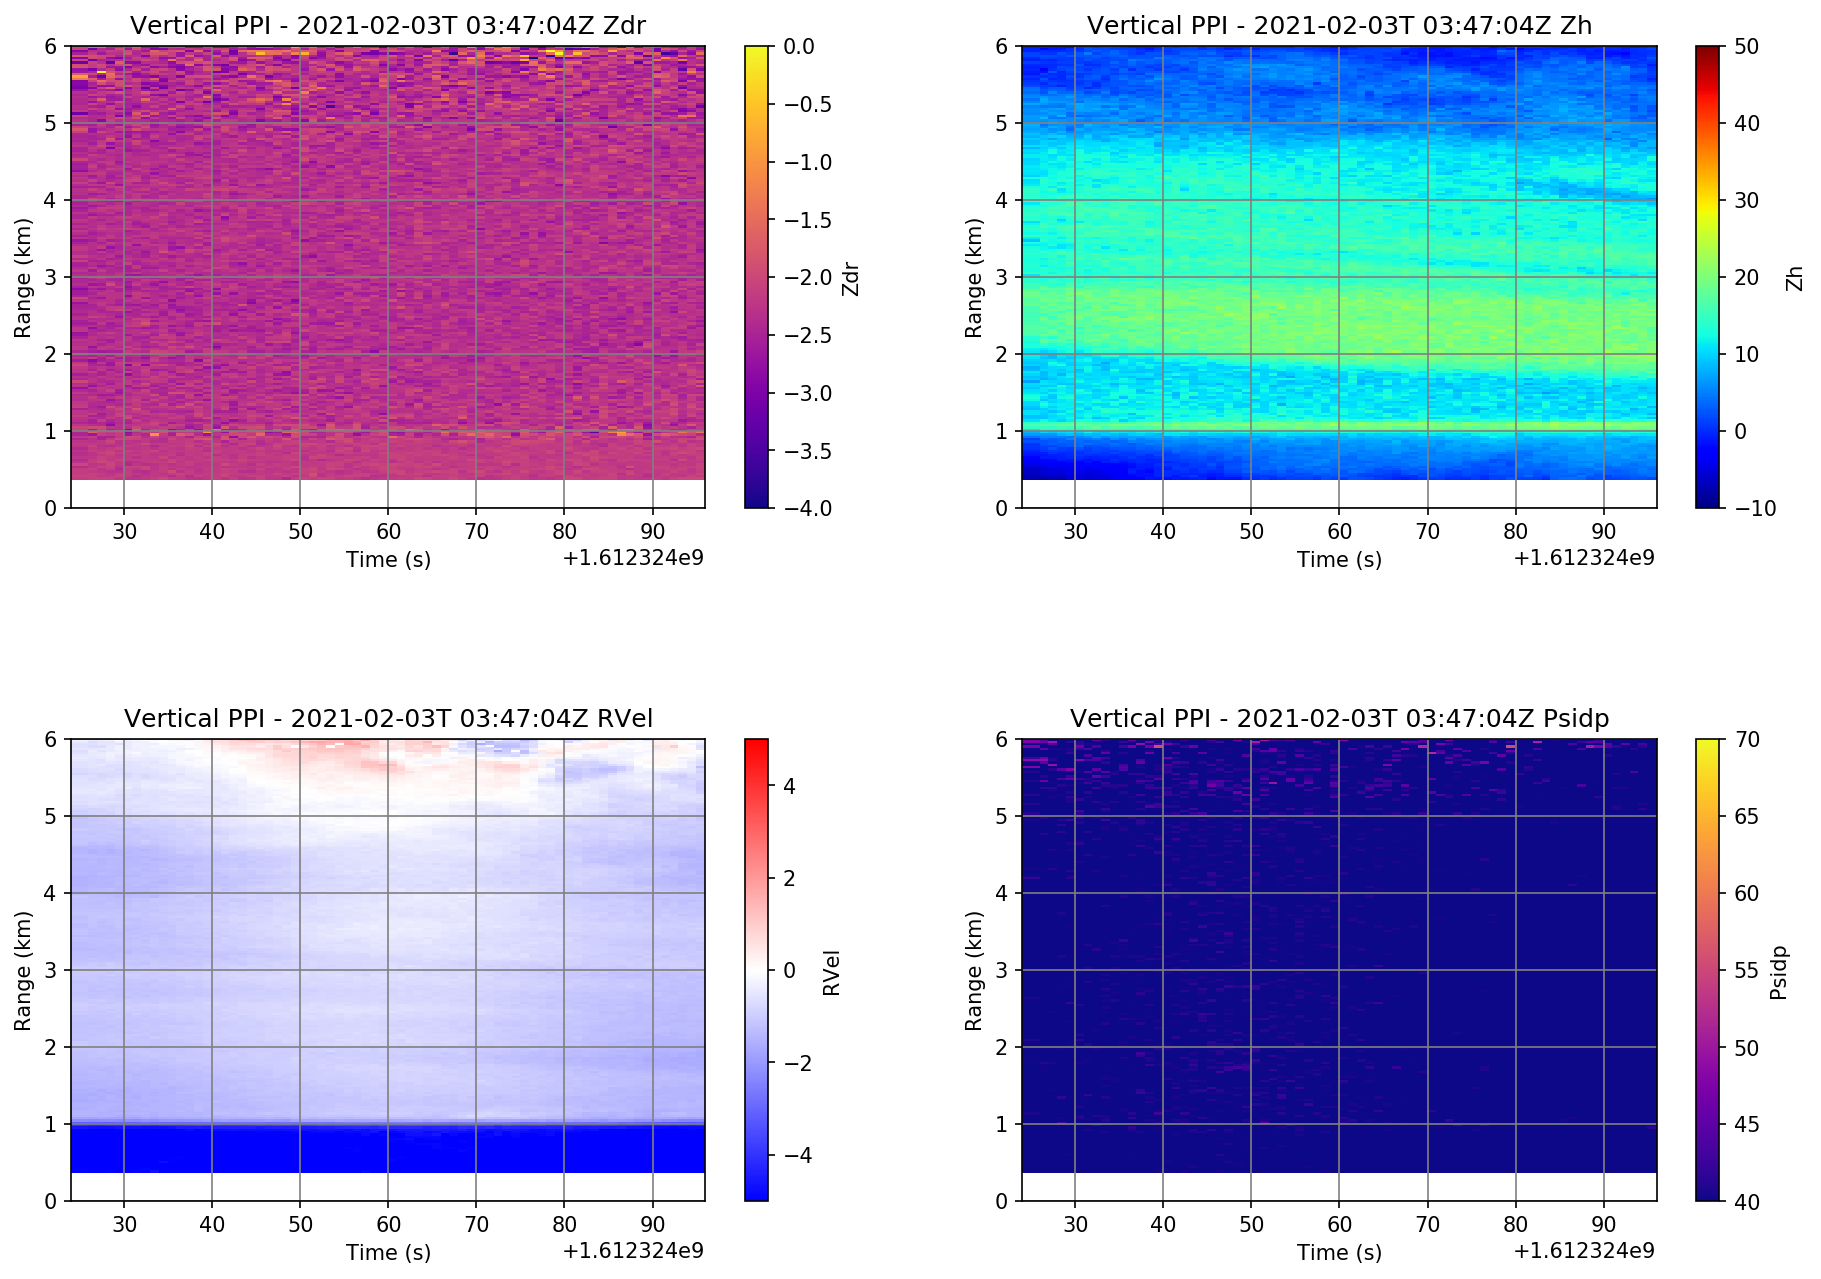 Vertical PPI - 2021-02-03T 03:47:04Z Zdr
6
5
4
3
2
1
0
Range (km)
30 40 50 60 70 80 90
Time (s)
+1.612324e9
0.0
−0.5
−1.0
−1.5
−2.0
−2.5
−3.0
−3.5
−4.0
Zdr
Vertical PPI - 2021-02-03T 03:47:04Z Zh
6
5
4
3
2
1
0
Range (km)
30 40 50 60 70 80 90
Time (s)
+1.612324e9
50
40
30
20
10
0
−10
Zh
Vertical PPI - 2021-02-03T 03:47:04Z RVel
6
5
4
3
2
1
0
Range (km)
30 40 50 60 70 80 90
Time (s)
+1.612324e9
4
2
0
−2
−4
RVel
Vertical PPI - 2021-02-03T 03:47:04Z Psidp
6
5
4
3
2
1
0
Range (km)
30 40 50 60 70 80 90
Time (s)
+1.612324e9
70
65
60
55
50
45
40
Psidp